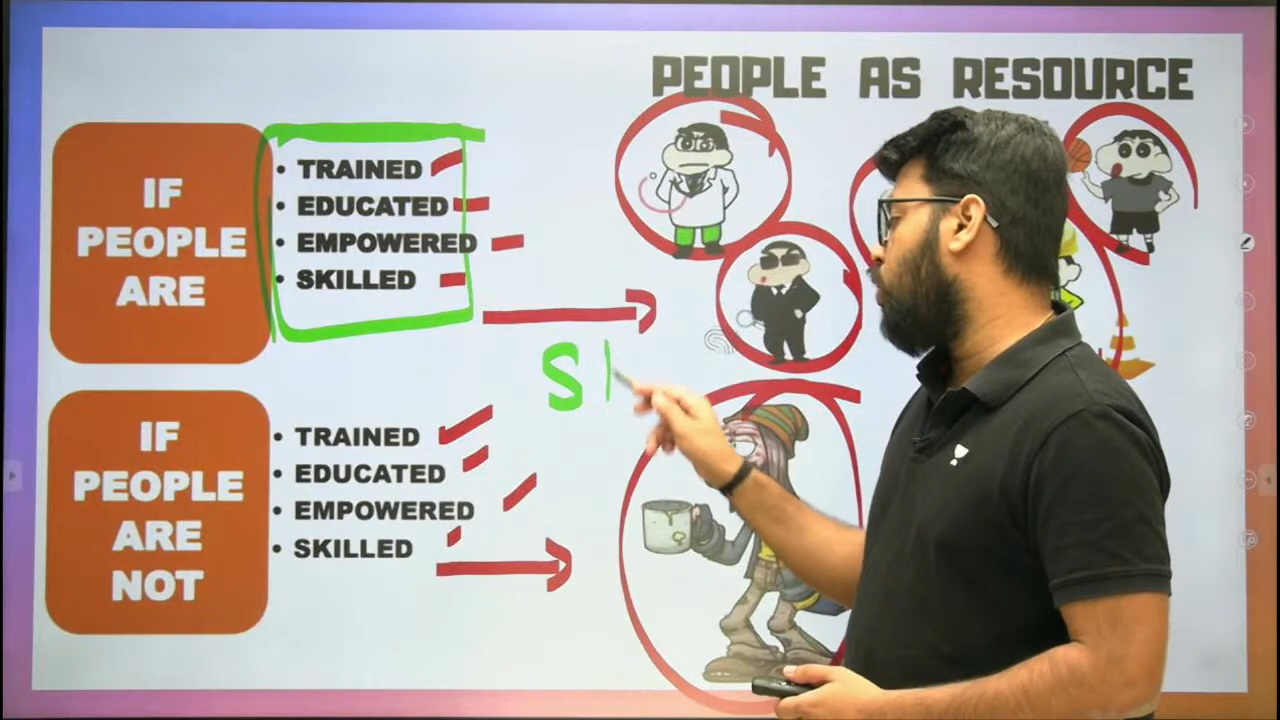 PEOPLE AS RESOURCE
IF
PEOPLE
ARE
• TRAINED
• EDUCATED
• EMPOWERED
• SKILLED
S
IF
PEOPLE
ARE
NOT
• TRAINED
• EDUCATED
• EMPOWERED
• SKILLED